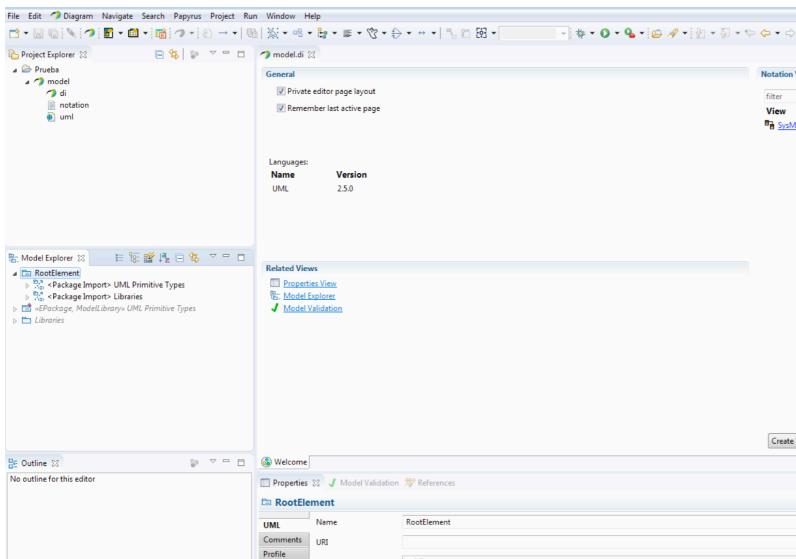 File Edit Diagram Navigate Search Papyrus Project Run Window Help
Project Explorer
Prueba
model
di
notation
uml
model.di
General
Private editor page layout
Remember last active page
Languages:
Name Version
UML 2.5.0
Notation
filter
View
SysM
Model Explorer
RootElement
<Package Import> UML Primitive Types
<Package Import> Libraries
«EPackage, ModelLibrary» UML Primitive Types
Libraries
Related Views
Properties View
Model Explorer
Model Validation
Create
Outline
No outline for this editor
Welcome
Properties Model Validation References
RootElement
UML
Comments
Profile
Name RootElement
URI